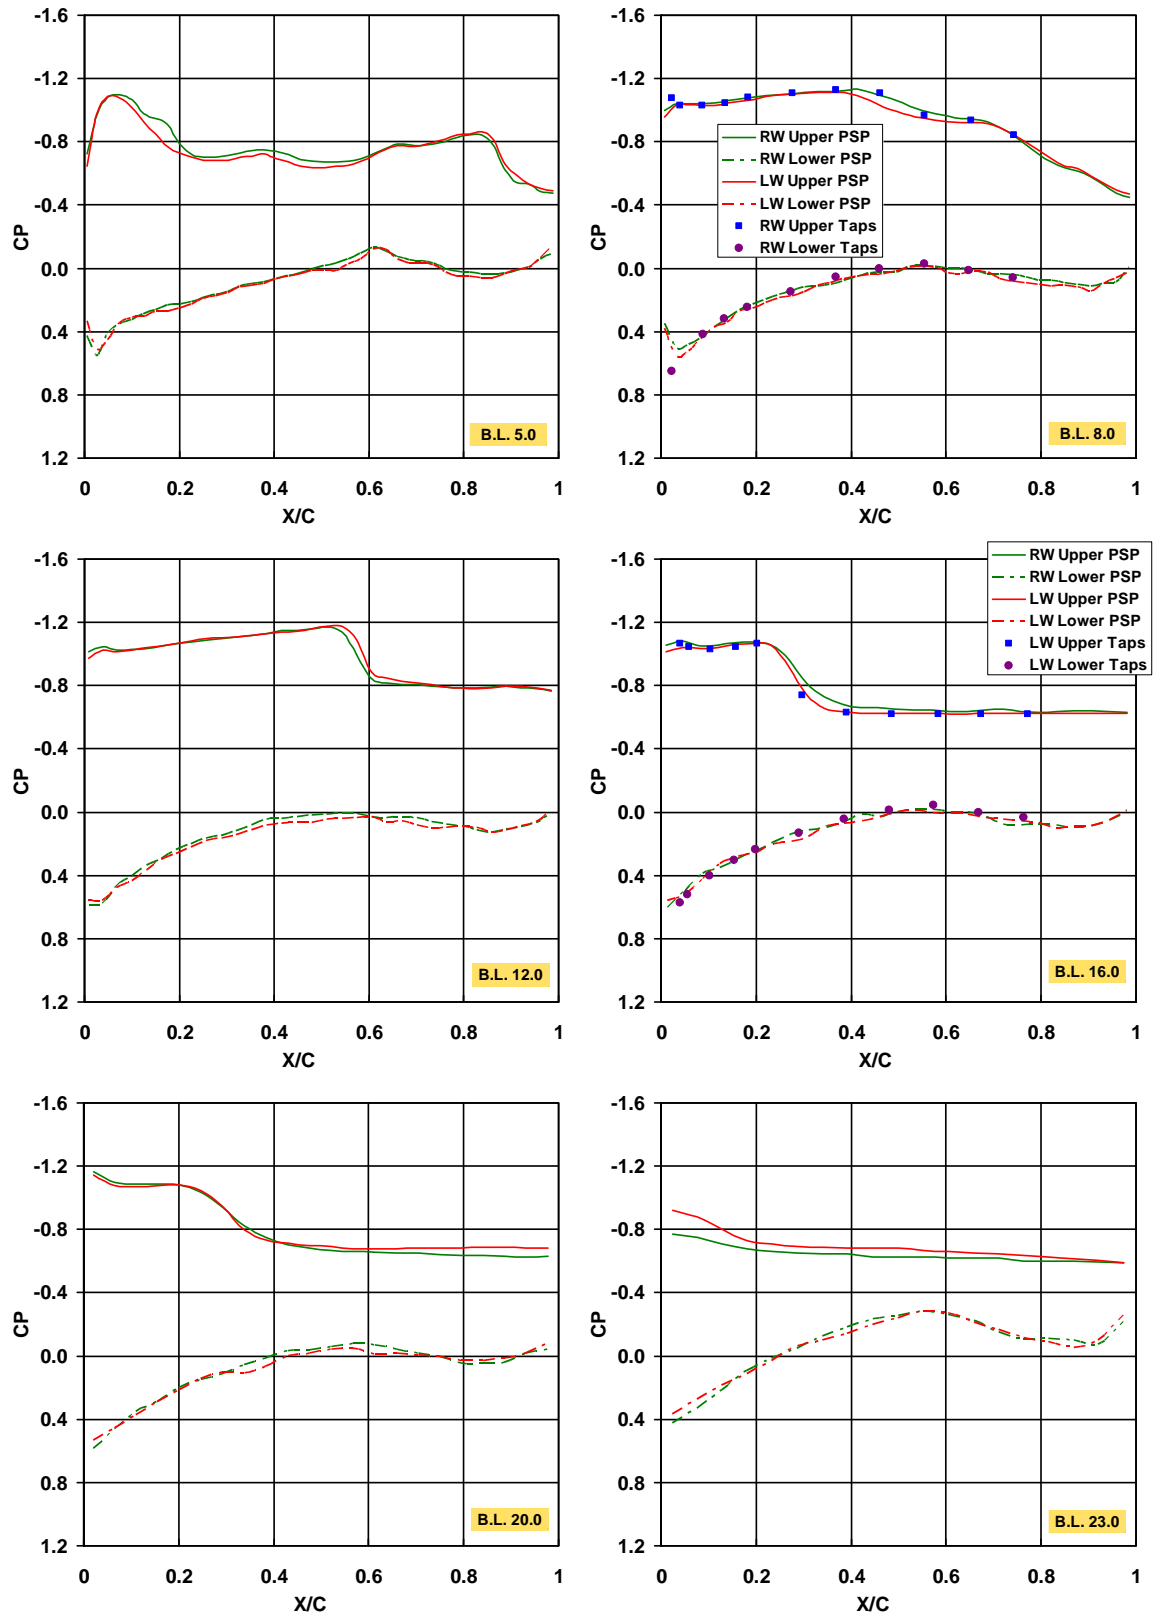 -1.6
-1.2
-0.8
-0.4
0.0
0.4
0.8
1.2
CP
0 0.2 0.4 0.6 0.8 1
X/C
B.L. 5.0
-1.6
-1.2
-0.8
-0.4
0.0
0.4
0.8
1.2
CP
0 0.2 0.4 0.6 0.8 1
X/C
RW Upper PSP
RW Lower PSP
LW Upper PSP
LW Lower PSP
RW Upper Taps
RW Lower Taps
B.L. 8.0
-1.6
-1.2
-0.8
-0.4
0.0
0.4
0.8
1.2
CP
0 0.2 0.4 0.6 0.8 1
X/C
B.L. 12.0
-1.6
-1.2
-0.8
-0.4
0.0
0.4
0.8
1.2
CP
0 0.2 0.4 0.6 0.8 1
X/C
RW Upper PSP
RW Lower PSP
LW Upper PSP
LW Lower PSP
LW Upper Taps
LW Lower Taps
B.L. 16.0
-1.6
-1.2
-0.8
-0.4
0.0
0.4
0.8
1.2
CP
0 0.2 0.4 0.6 0.8 1
X/C
B.L. 20.0
-1.6
-1.2
-0.8
-0.4
0.0
0.4
0.8
1.2
CP
0 0.2 0.4 0.6 0.8 1
X/C
B.L. 23.0